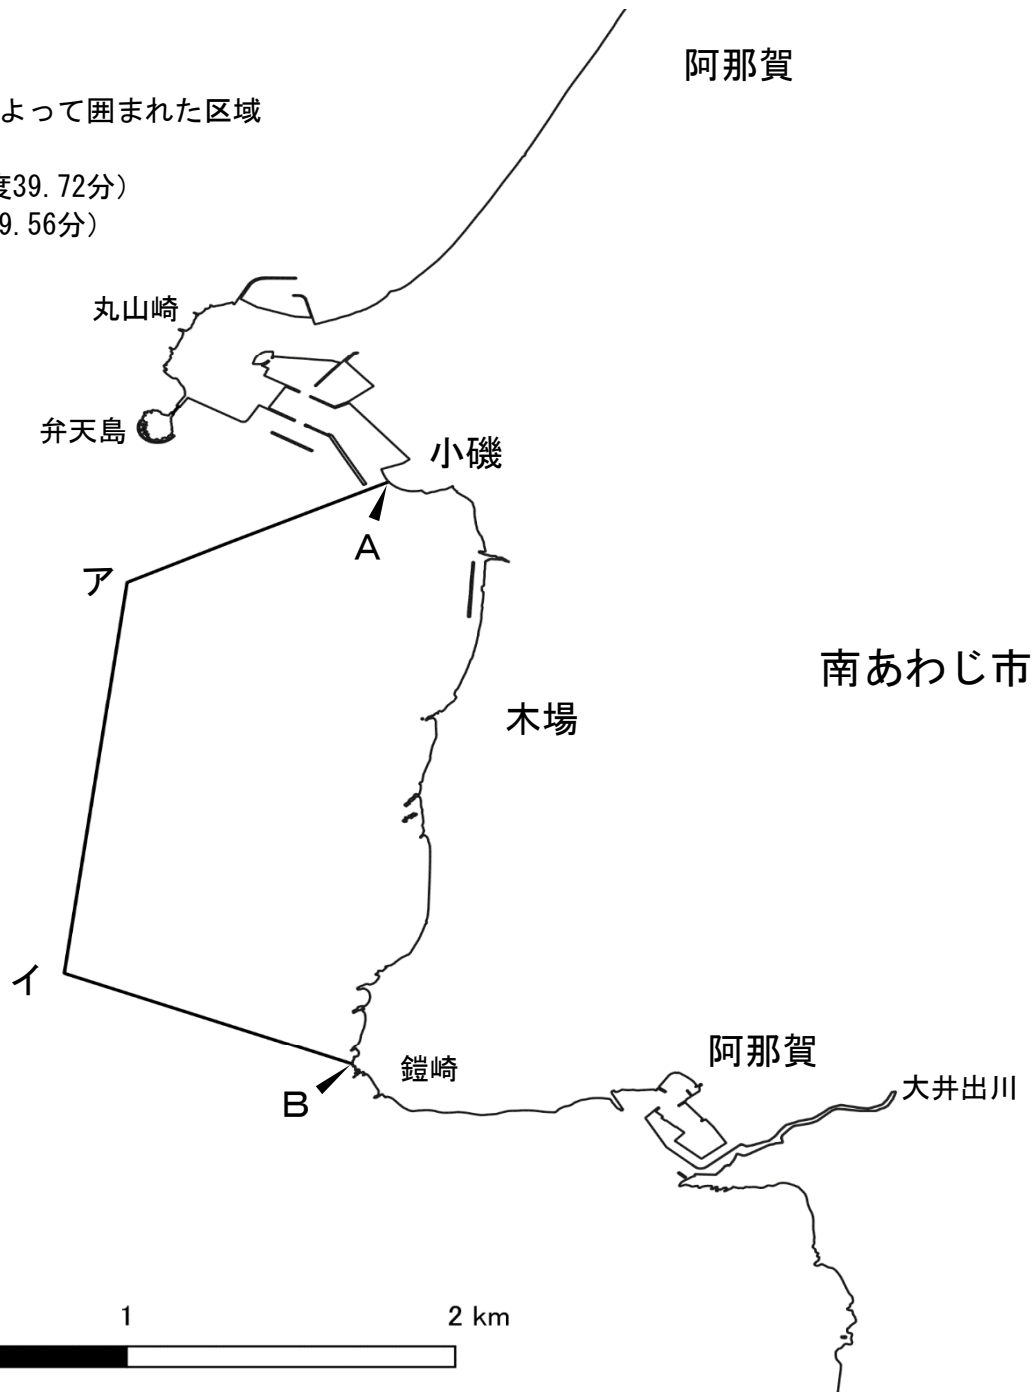 阿那賀
よって囲まれた区域
度39.72分）
9.56分）
丸山崎
弁天島
小磯
A
ア
南あわじ市
木場
イ
阿那賀
鎧崎
大井出川
B
1
2 km